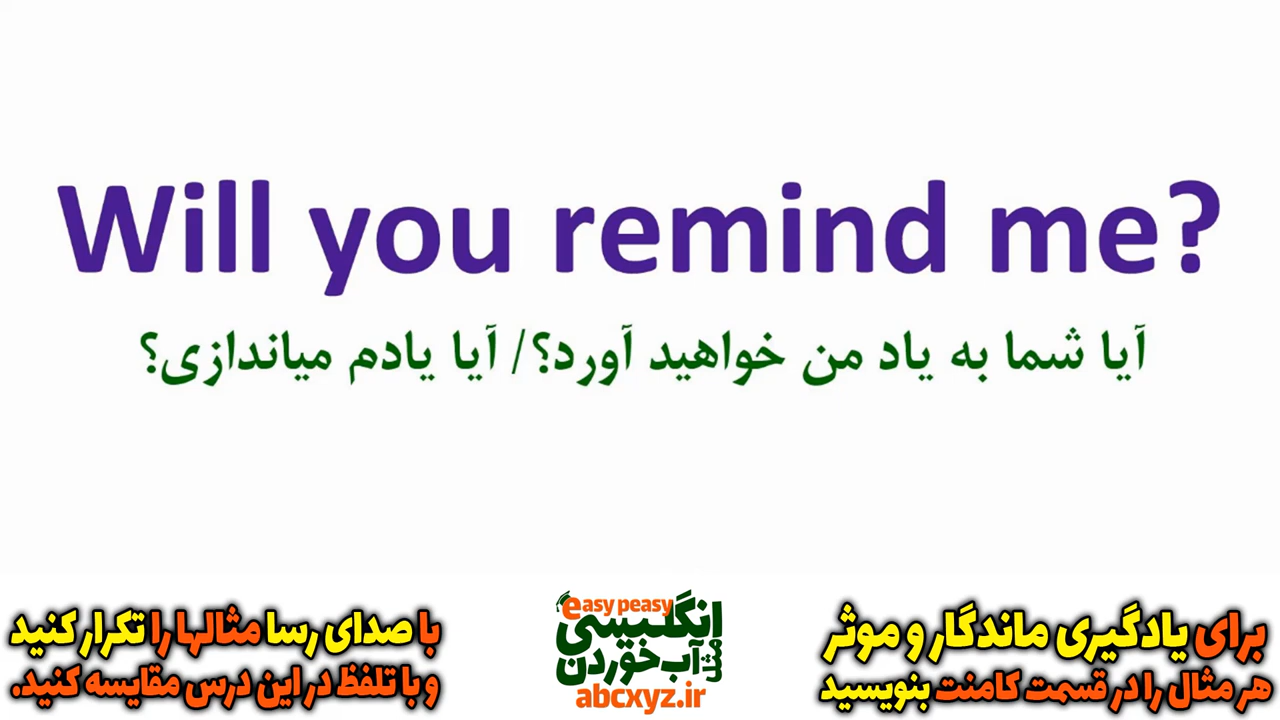 Will you remind me?
آیا شما به یاد من خواهید آورد؟/ آیا یادم میاندازی؟
برای یادگیری ماندگار و موثر
هر مثال را در قسمت کامنت بنویسید
easy peasy
انگلیسی
مثل آب خوردن
abcxyz.ir
با صدای رسا مثالها را تکرار کنید
و با تلفظ در این درس مقایسه کنید.